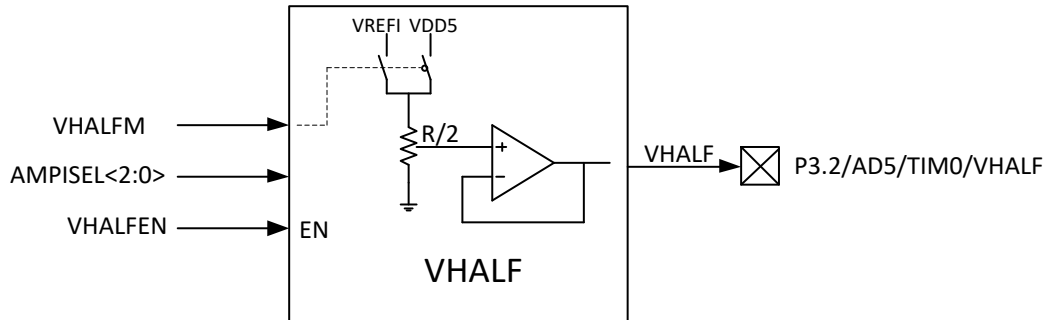 VREFI VDD5
VHALFM
R/2
+
VHALF
P3.2/AD5/TIM0/VHALF
AMPISEL<2:0>
−
VHALFEN
EN
VHALF